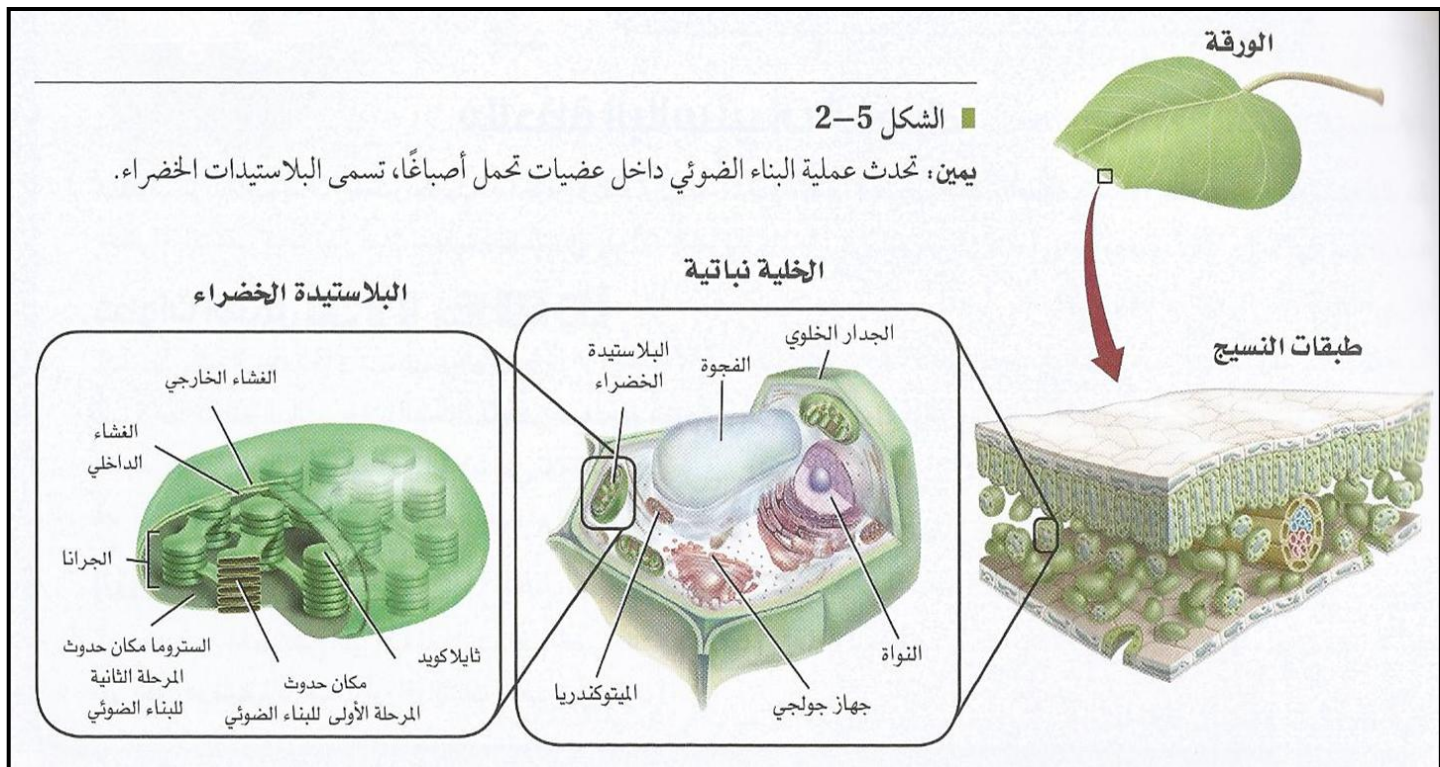 الورقة
الشكل 5–2
يمين: تحدث عملية البناء الضوئي داخل عضيات تحمل أصباغًا، تسمى البلاستيدات الخضراء.
طبقات النسيج
الخلية نباتية
الجدار الخلوي
الفجوة
البلاستيدة
الخضراء
النواة
جهاز جولجي
الميتوكندريا
البلاستيدة الخضراء
الغشاء الخارجي
الغشاء
الداخلي
الجرانا
ثايلاكويد
مكان حدوث
المرحلة الأولى للبناء الضوئي
الستروما مكان حدوث
المرحلة الثانية
للبناء الضوئي